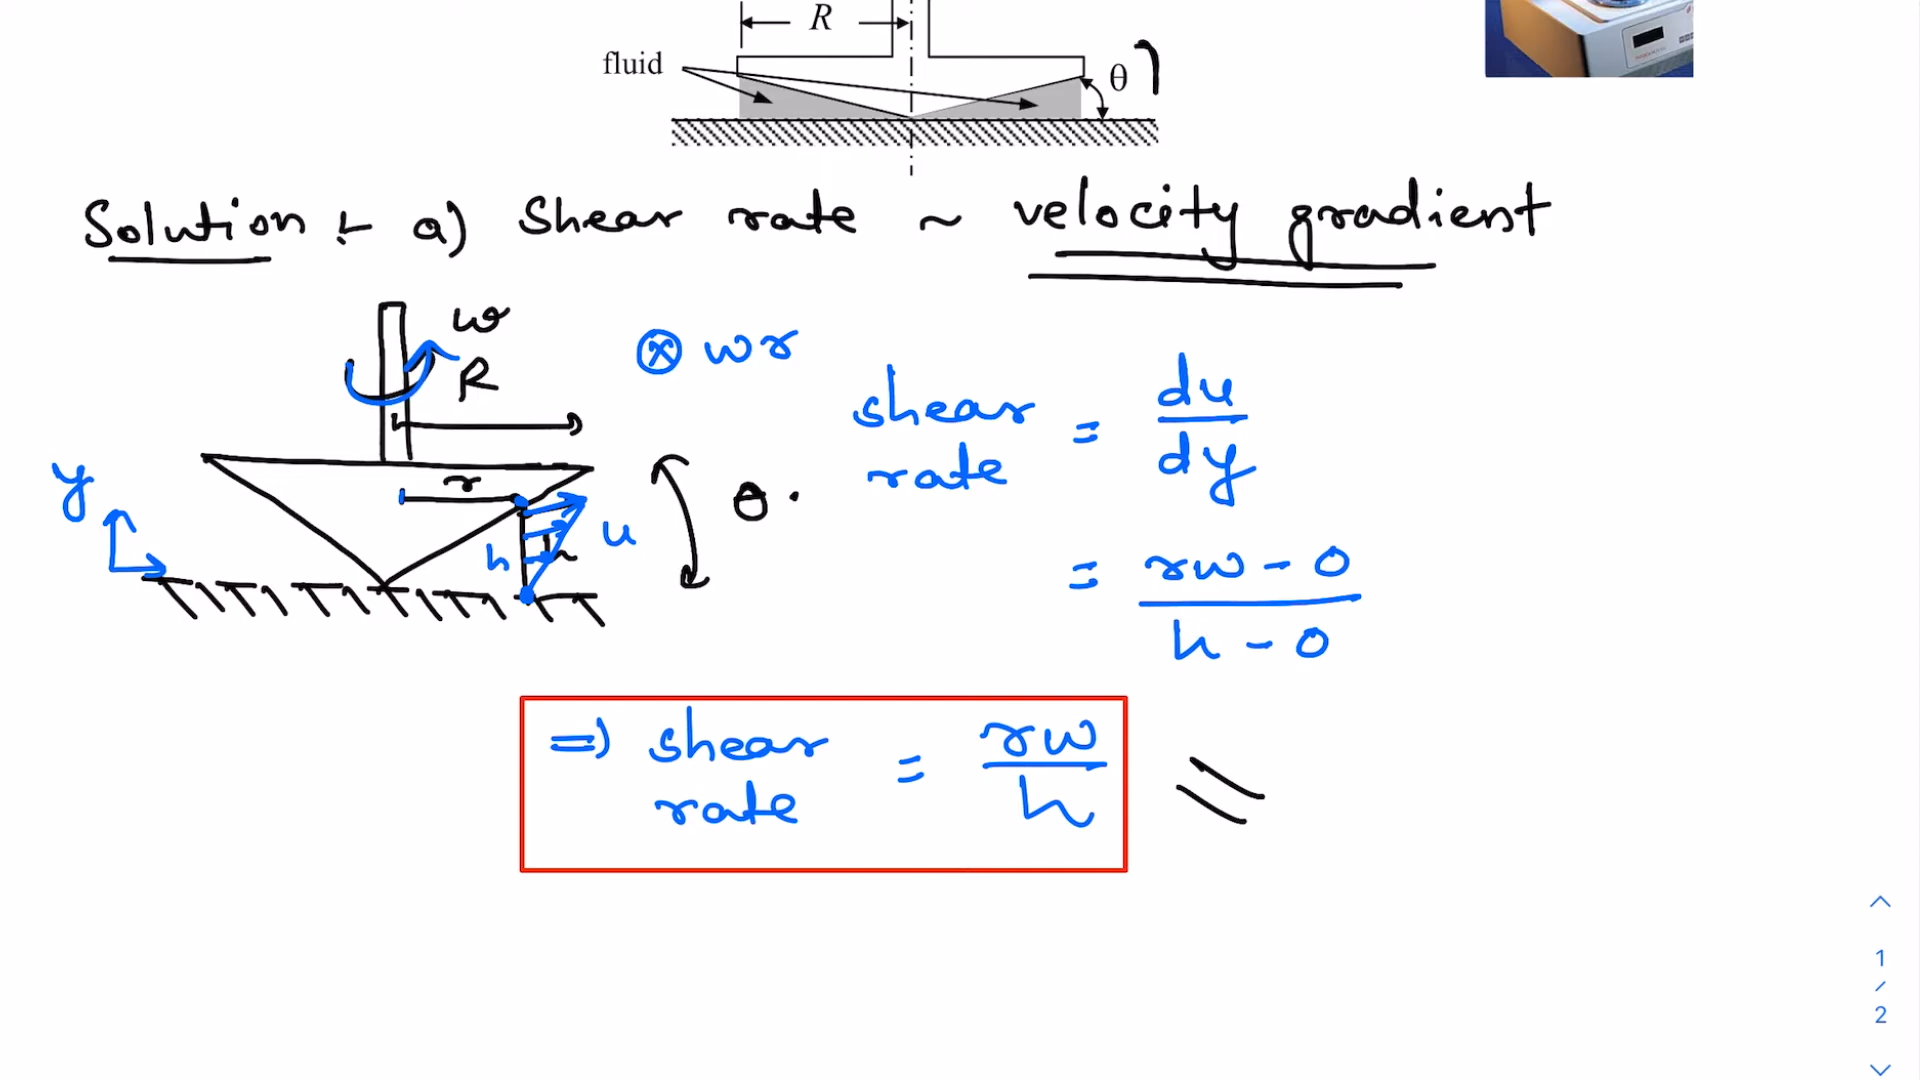 R
fluid
θ
Solution :- a) Shear rate ~ velocity gradient
ω
R
⊗ ωr
shear rate = du/dy
y
r
θ.
h
u
= rω - 0 / h - 0
=> shear rate = rω / h
1
/
2